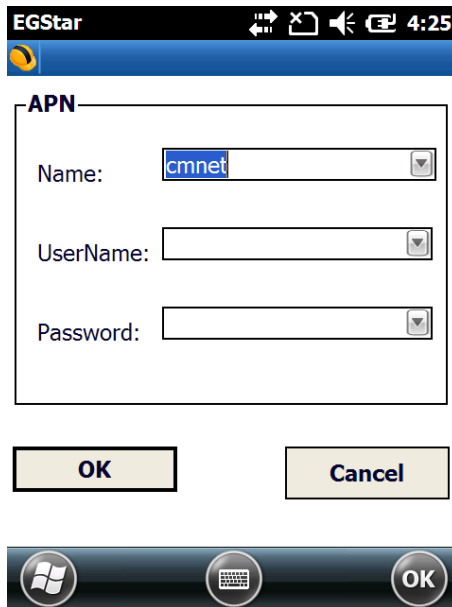 EGStar 4:25
APN
Name: cmnet
UserName:
Password:
OK Cancel
OK